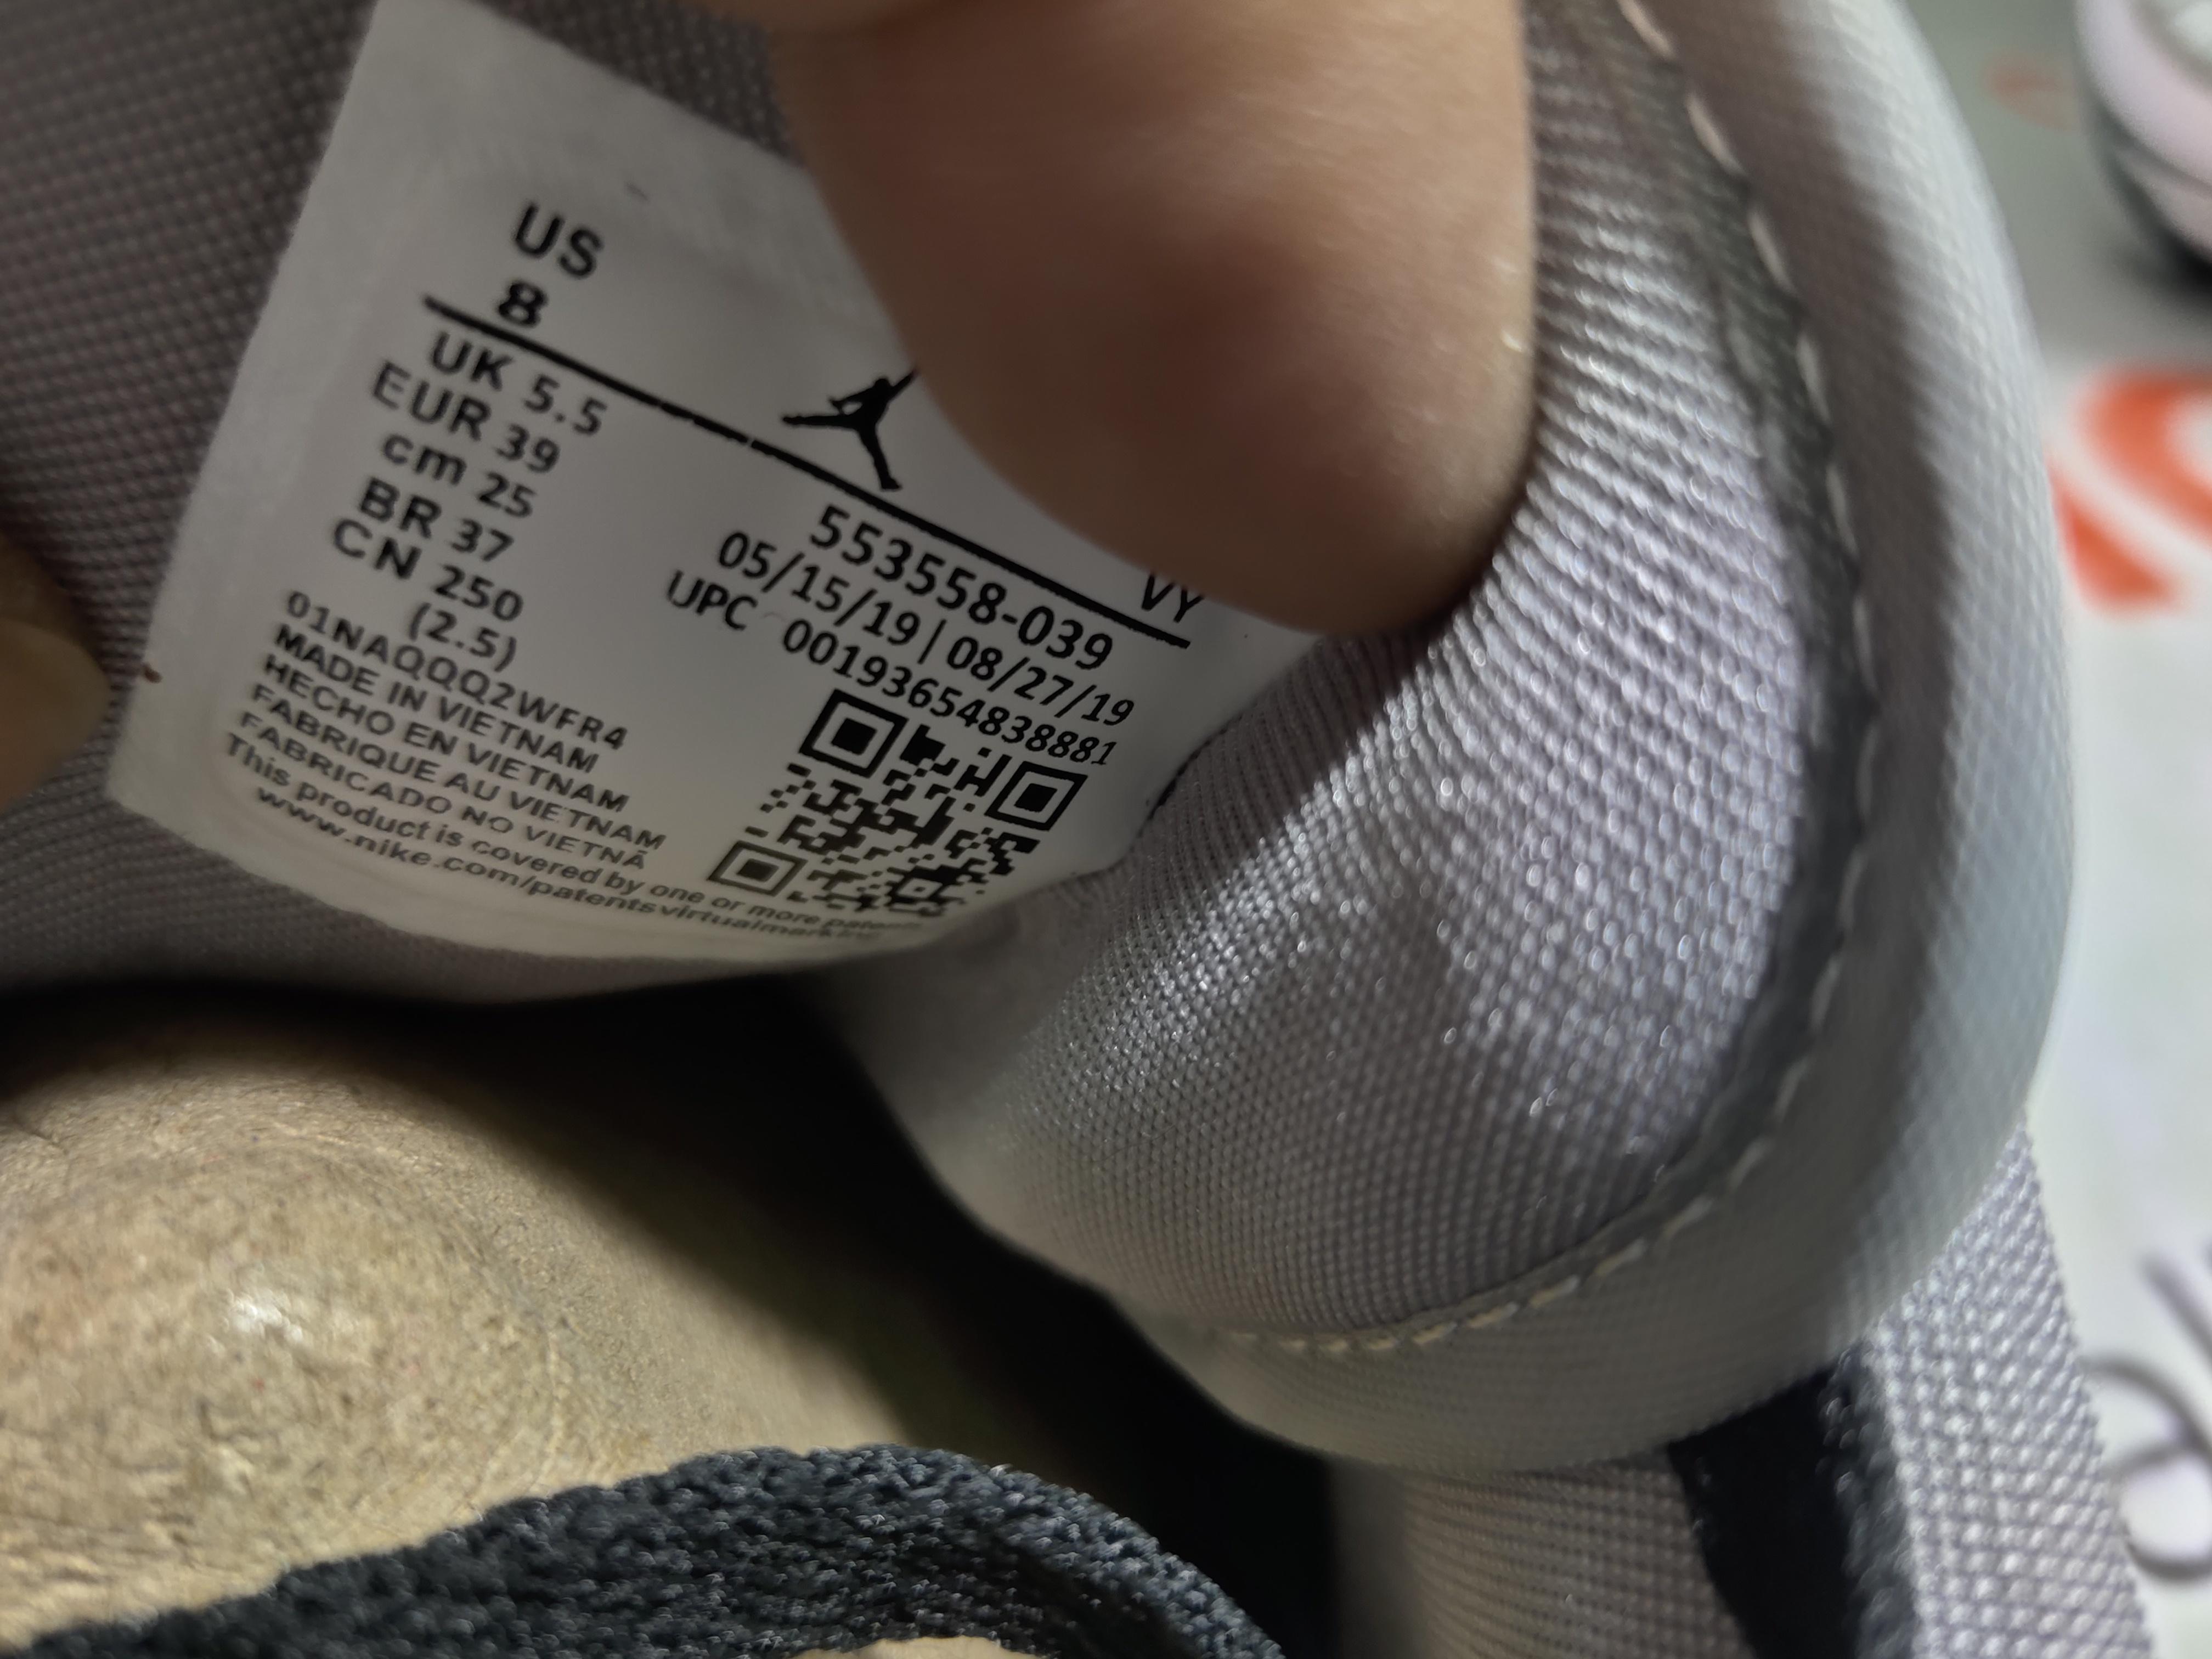 US
8
UK 5.5
EUR 39
cm 25
BR 37
CN 250
(2.5)
01NAQQQ2WFR4
MADE IN VIETNAM
HECHO EN VIETNAM
FABRIQUE AU VIETNAM
FABRICADO NO VIETNÃ
This product is covered by one or more patents.
www.nike.com/patentsvirtualmark.inc
VY
553558-039
05/15/19 | 08/27/19
UPC 00193654838881